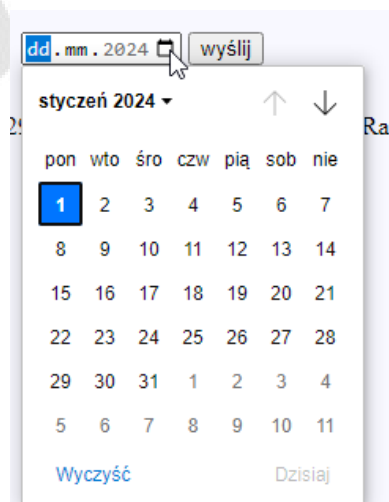 dd.mm.2024 wyślij
styczeń 2024
Ra
pon wto śro czw pią sob nie
1 2 3 4 5 6 7
8 9 10 11 12 13 14
15 16 17 18 19 20 21
22 23 24 25 26 27 28
29 30 31 1 2 3 4
5 6 7 8 9 10 11
Wyczyść Dzisiaj